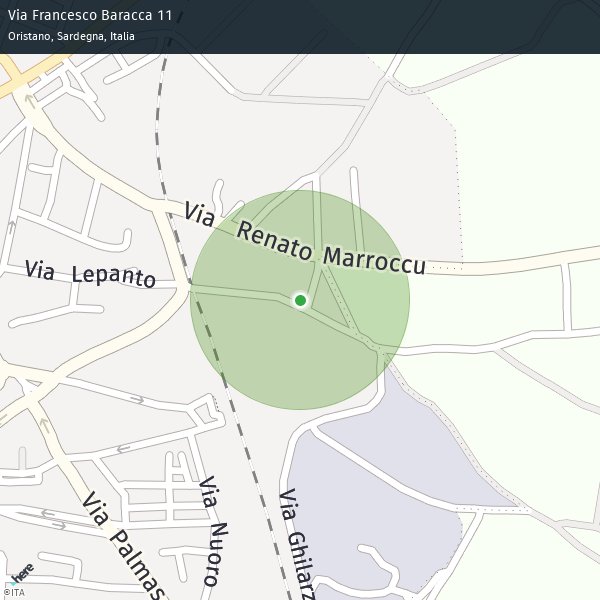 Via Francesco Baracca 11
Oristano, Sardegna, Italia
Via Renato Marroccu
Via Lepanto
Via Nuoro
Via Palmas
Via Ghilarz
here
©ITA